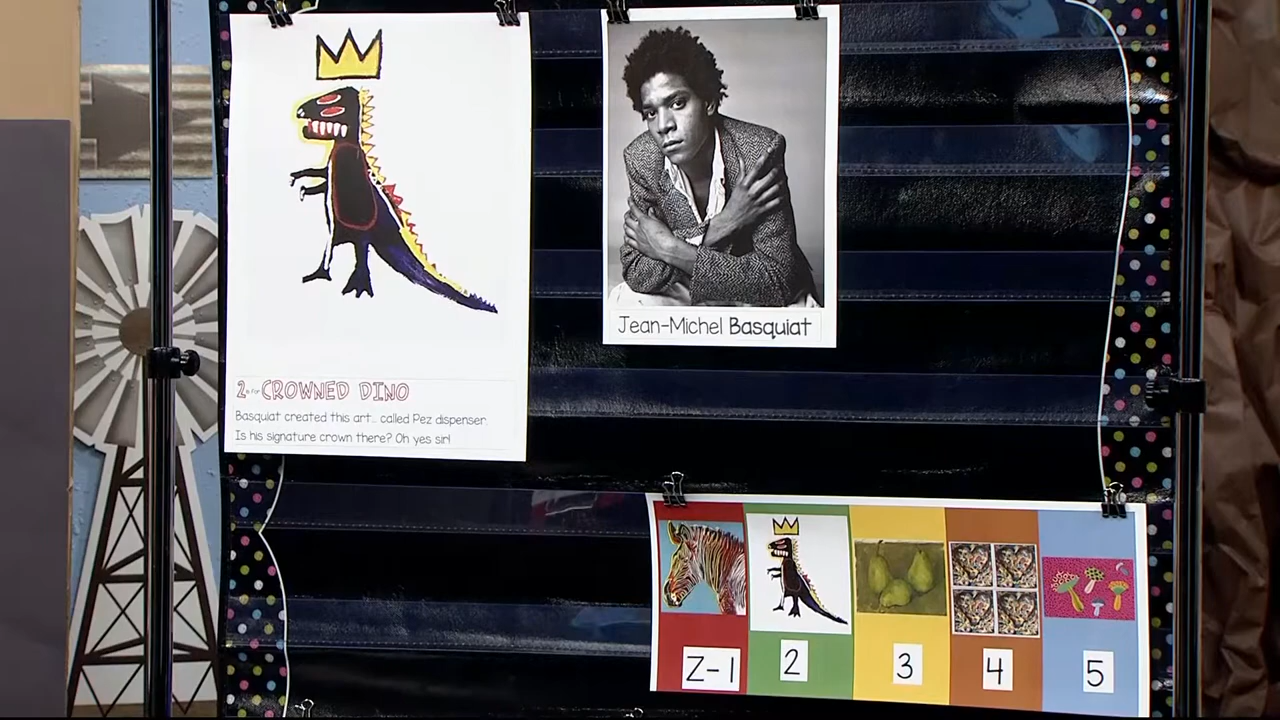 2 is for CROWNED DINO
Basquiat created this art... called Pez dispenser.
Is his signature crown there? Oh yes sir!
Jean-Michel Basquiat
Z-1
2
3
4
5